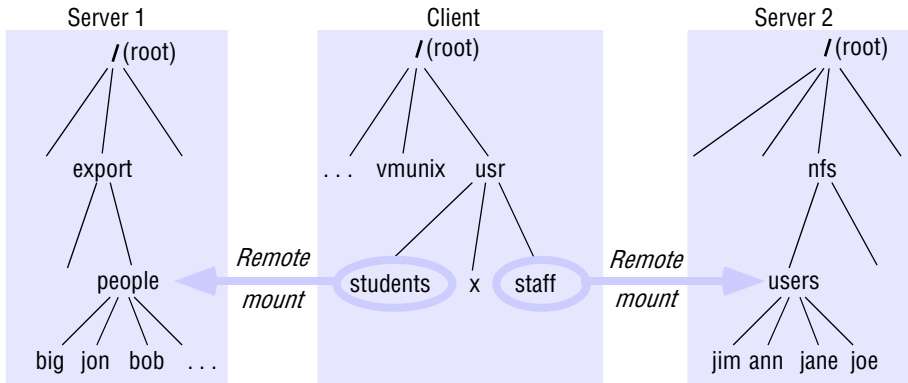 Server 1 Client Server 2
/ (root) / (root) / (root)
export . . . vmunix usr nfs
Remote Remote
people students x staff users
mount mount
big jon bob . . . jim ann jane joe